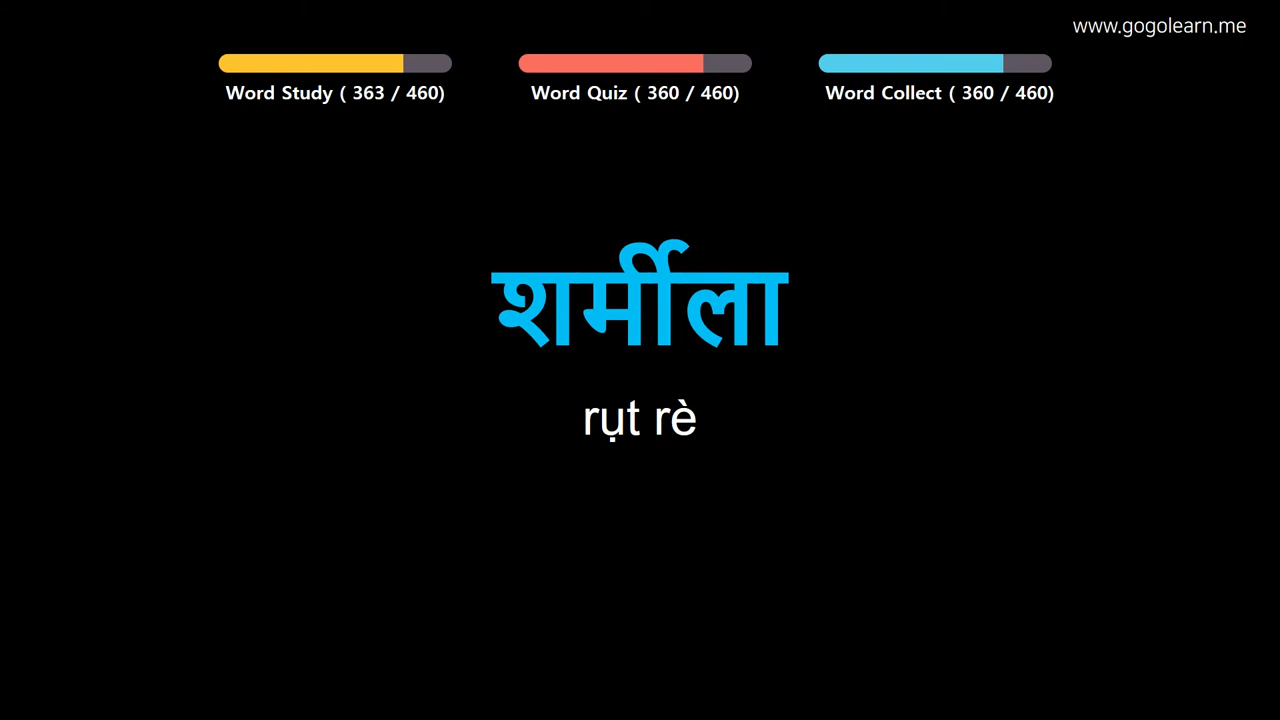 www.gogolearn.me
Word Study ( 363 / 460)
Word Quiz ( 360 / 460)
Word Collect ( 360 / 460)
शर्मीला
rụt rè